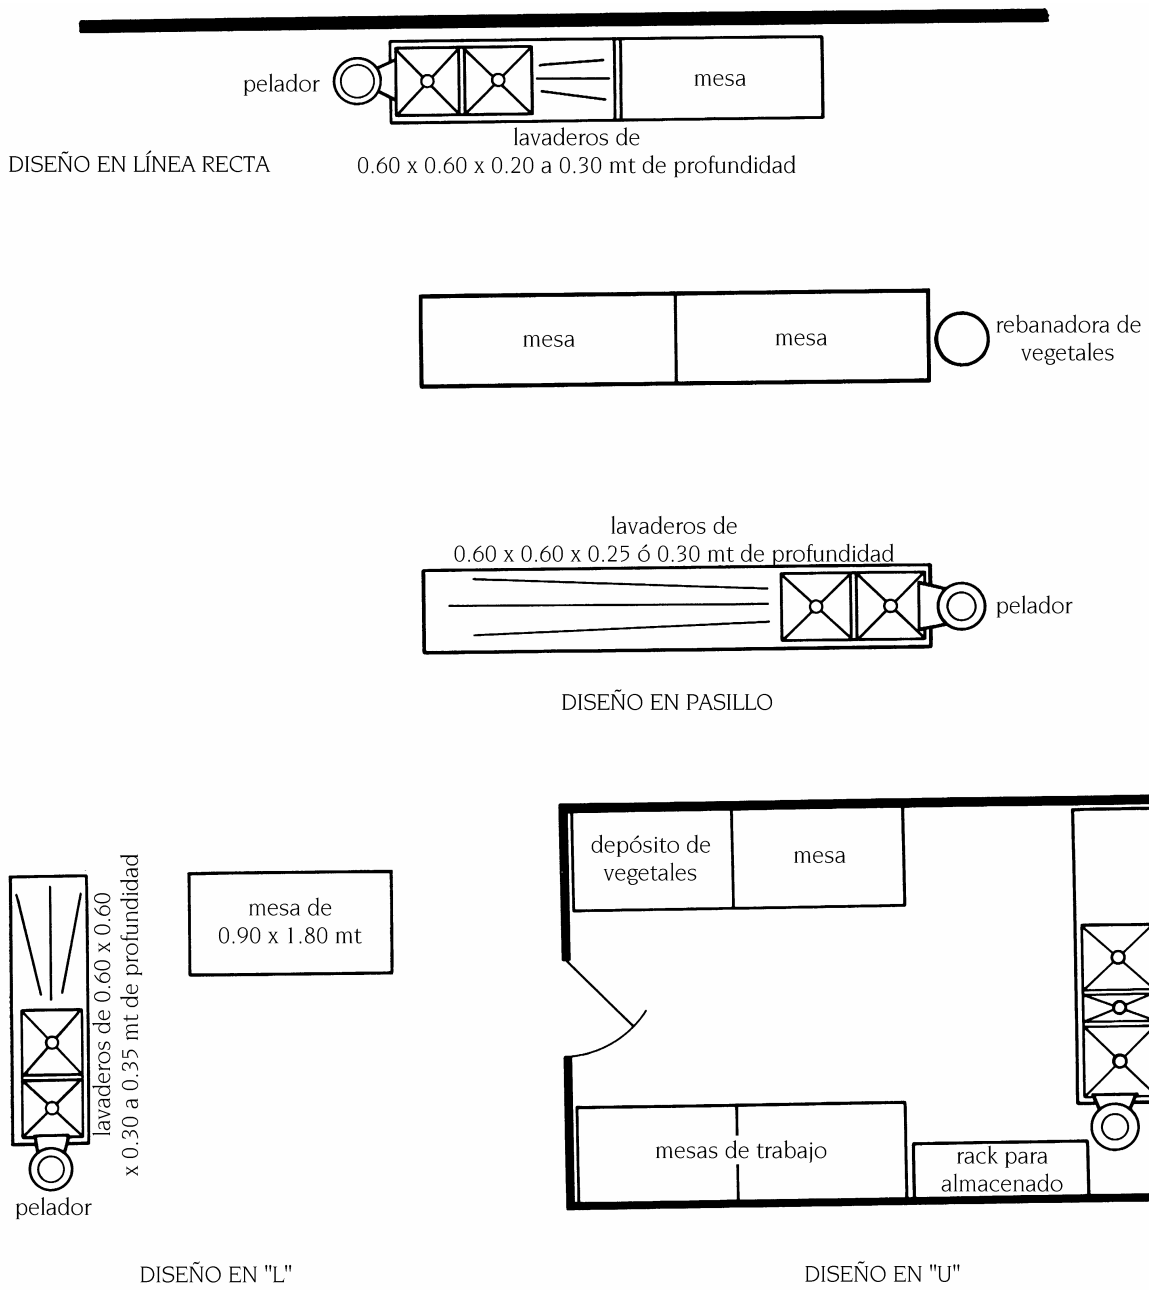 pelador
mesa
lavaderos de
0.60 x 0.60 x 0.20 a 0.30 mt de profundidad
DISEÑO EN LÍNEA RECTA
mesa
mesa
rebanadora de
vegetales
lavaderos de
0.60 x 0.60 x 0.25 ó 0.30 mt de profundidad
pelador
DISEÑO EN PASILLO
lavaderos de 0.60 x 0.60
x 0.30 a 0.35 mt de profundidad
mesa de
0.90 x 1.80 mt
pelador
DISEÑO EN "L"
depósito de
vegetales
mesa
mesas de trabajo
rack para
almacenado
DISEÑO EN "U"